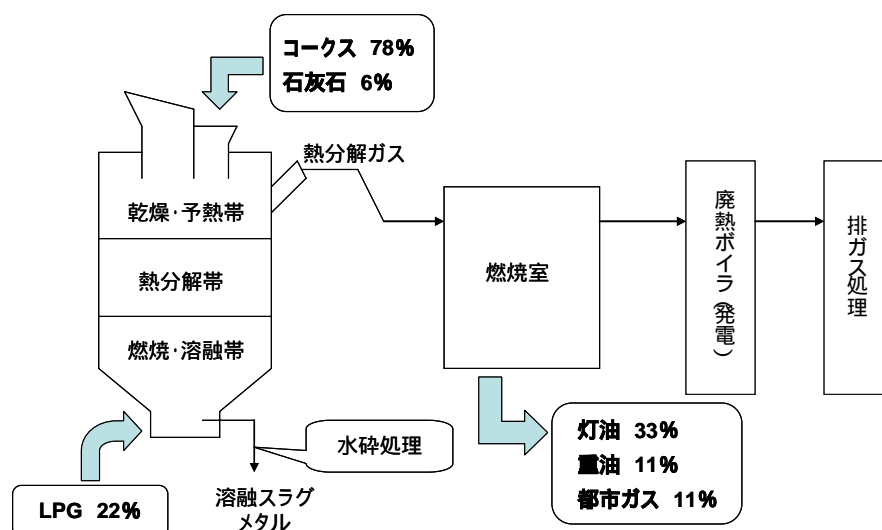 コークス 78%
石灰石 6%
熱分解ガス
乾燥・予熱帯
熱分解帯
燃焼・溶融帯
燃焼室
廃熱ボイラ(発電)
排ガス処理
水砕処理
溶融スラグ
メタル
LPG 22%
灯油 33%
重油 11%
都市ガス 11%